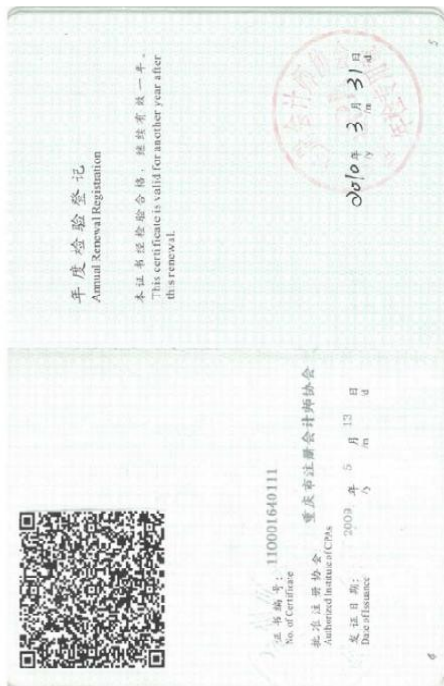 证书编号： 110001640111
No. of Certificate
批准注册协会 重庆市注册会计师协会
Authorized Institute of CPAs
发证日期： 2009 年 5 月 13 日
Date of Issuance /y /m /d
6
年度检验登记
Annual Renewal Registration
本证书经检验合格，继续有效一年。
This certificate is valid for another year after
this renewal.
2010 年 3 月 31 日
/y /m /d
5